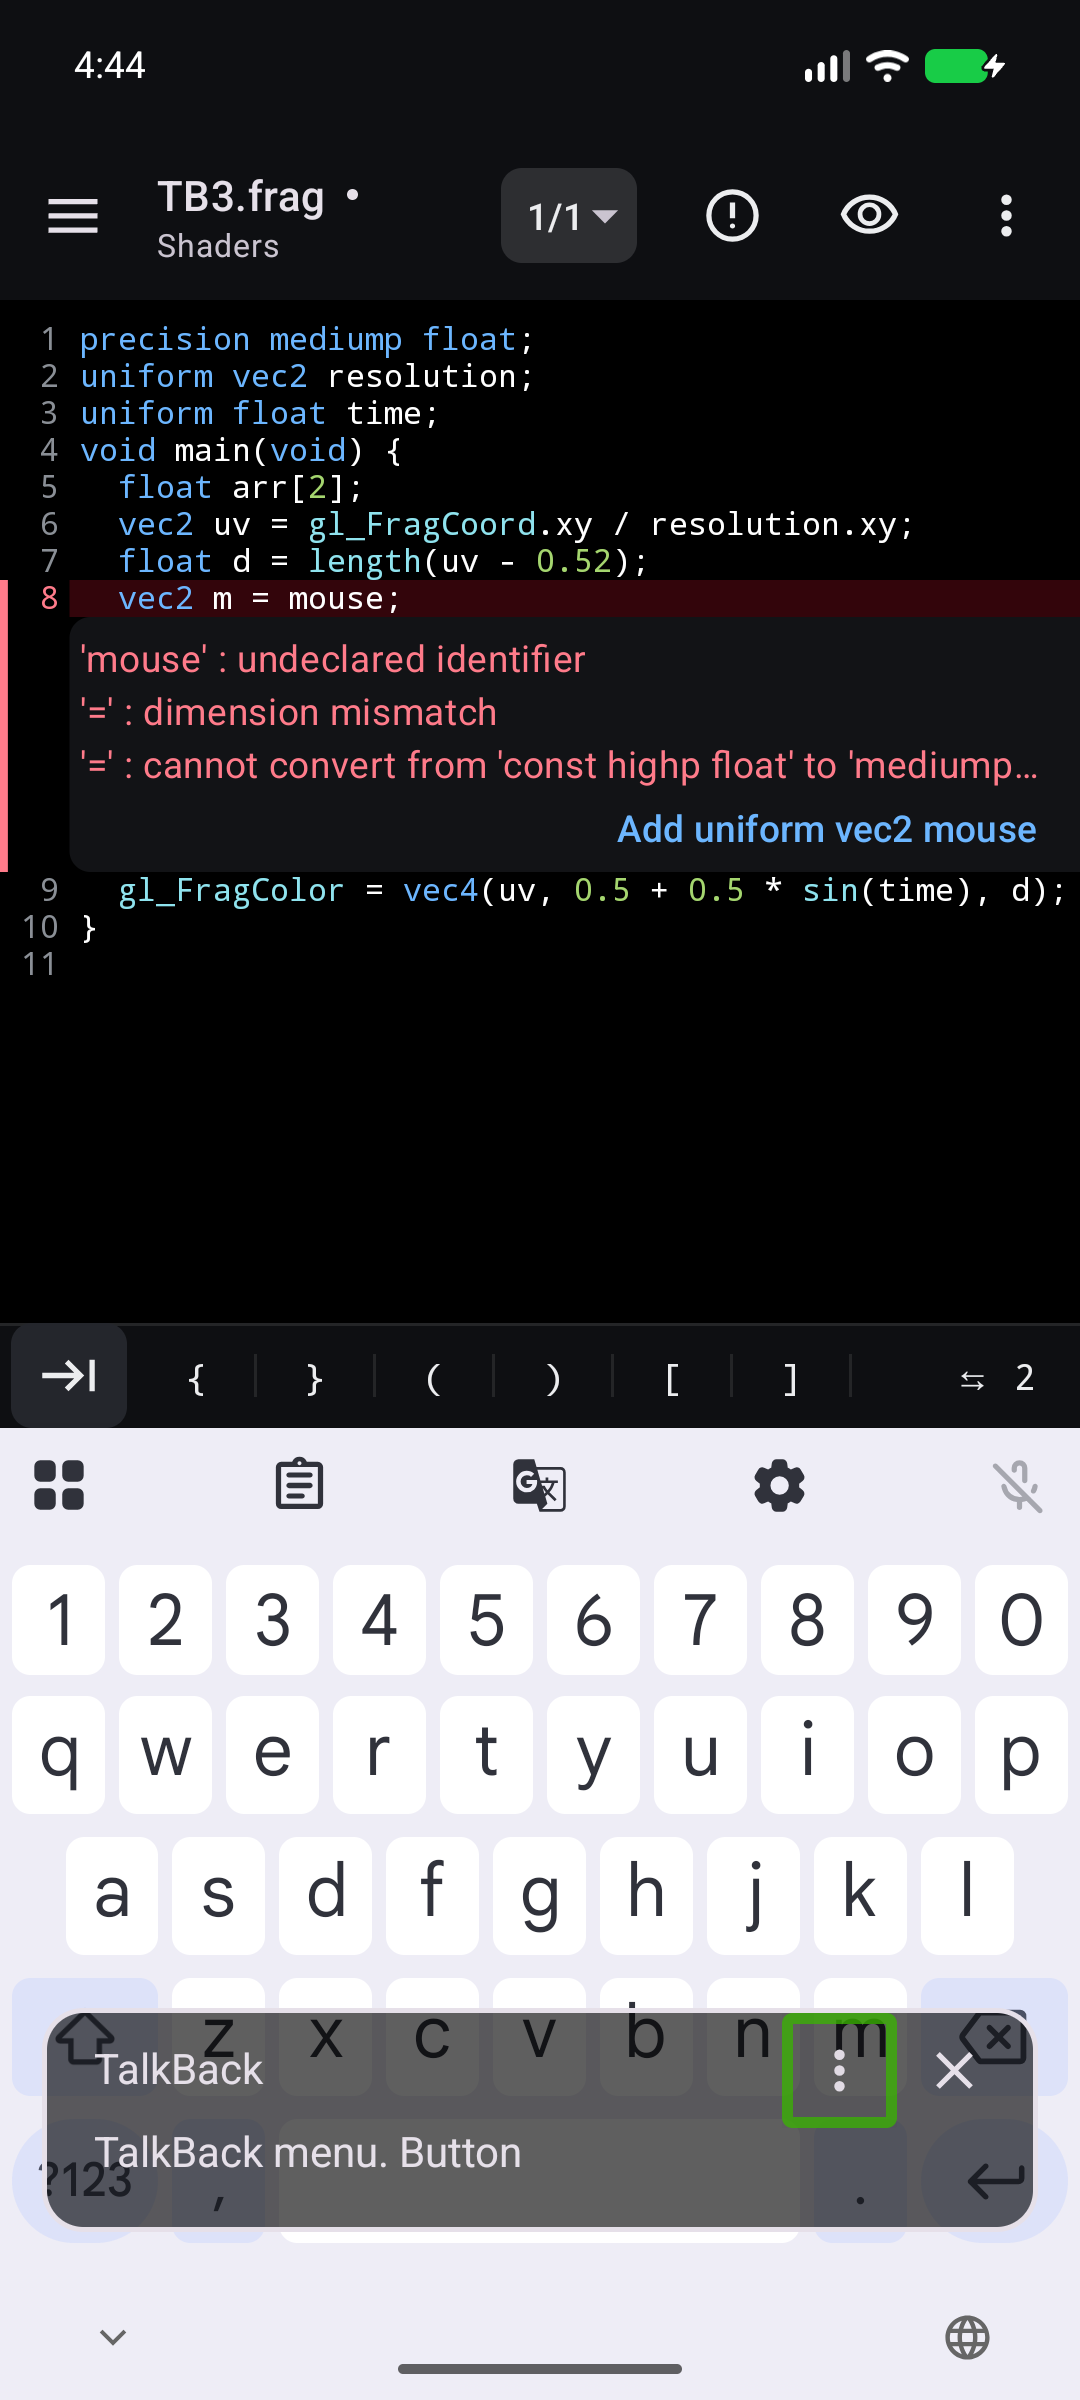 4:44
TB3.frag •
Shaders
1/1
1 precision mediump float;
2 uniform vec2 resolution;
3 uniform float time;
4 void main(void) {
5   float arr[2];
6   vec2 uv = gl_FragCoord.xy / resolution.xy;
7   float d = length(uv - 0.52);
8   vec2 m = mouse;
'mouse' : undeclared identifier
'=' : dimension mismatch
'=' : cannot convert from 'const highp float' to 'mediump...
Add uniform vec2 mouse
9   gl_FragColor = vec4(uv, 0.5 + 0.5 * sin(time), d);
10 }
11
{ } ( ) [ ] ⇆ 2
1 2 3 4 5 6 7 8 9 0
q w e r t y u i o p
a s d f g h j k l
z x c v b n m
TalkBack
TalkBack menu. Button
?123 , .